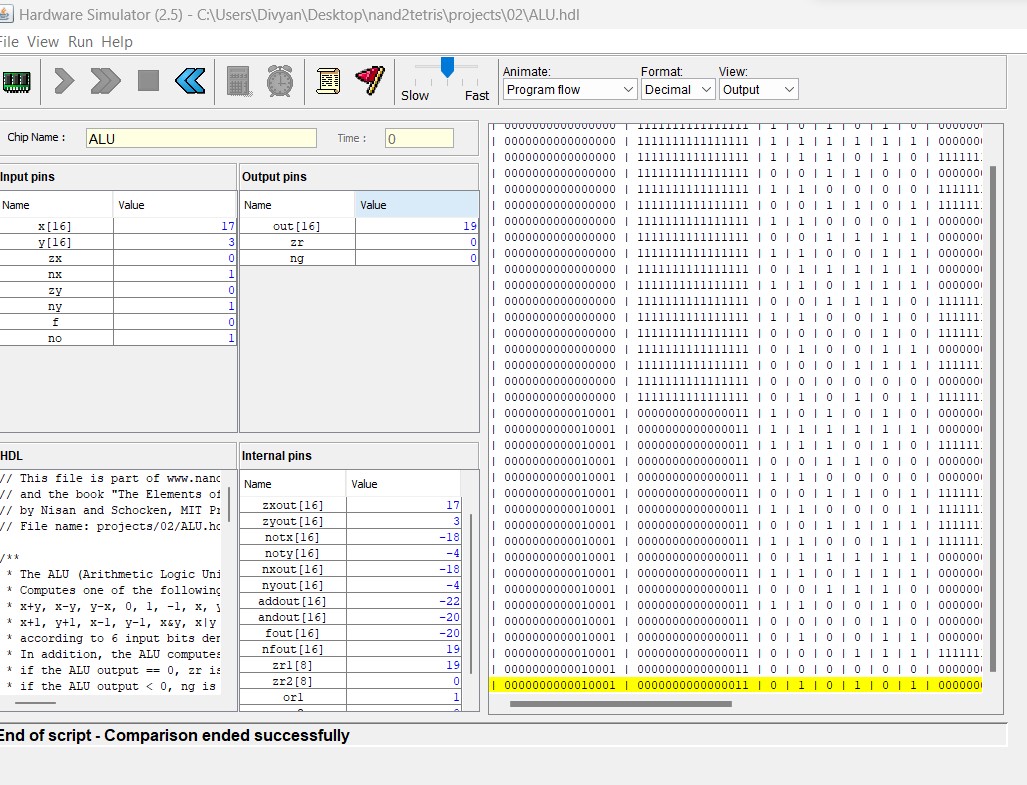 Hardware Simulator (2.5) - C:\Users\Divyan\Desktop\nand2tetris\projects\02\ALU.hdl
File View Run Help
Slow Fast
Animate: Format: View:
Program flow Decimal Output
Chip Name : ALU Time : 0
Input pins
Name Value
x[16] 17
y[16] 3
zx 0
nx 1
zy 0
ny 1
f 0
no 1
Output pins
Name Value
out[16] 19
zr 0
ng 0
HDL
// This file is part of www.nand
// and the book "The Elements of
// by Nisan and Schocken, MIT Pr
// File name: projects/02/ALU.hd
/**
* The ALU (Arithmetic Logic Uni
* Computes one of the following
* x+y, x-y, y-x, 0, 1, -1, x, y
* x+1, y+1, x-1, y-1, x&y, x|y
* according to 6 input bits den
* In addition, the ALU computes
* if the ALU output == 0, zr is
* if the ALU output < 0, ng is
Internal pins
Name Value
zxout[16] 17
zyout[16] 3
notx[16] -18
noty[16] -4
nxout[16] -18
nyout[16] -4
addout[16] -22
andout[16] -20
fout[16] -20
nfout[16] 19
zr1[8] 19
zr2[8] 0
or1 1
| 0000000000000000 | 1111111111111111 | 1 | 0 | 1 | 0 | 1 | 0 | 000000
| 0000000000000000 | 1111111111111111 | 1 | 1 | 1 | 1 | 1 | 1 | 000000
| 0000000000000000 | 1111111111111111 | 1 | 1 | 1 | 0 | 1 | 0 | 111111
| 0000000000000000 | 1111111111111111 | 0 | 0 | 1 | 1 | 0 | 0 | 000000
| 0000000000000000 | 1111111111111111 | 1 | 1 | 0 | 0 | 0 | 0 | 111111
| 0000000000000000 | 1111111111111111 | 0 | 0 | 1 | 1 | 0 | 1 | 111111
| 0000000000000000 | 1111111111111111 | 1 | 1 | 0 | 0 | 0 | 1 | 000000
| 0000000000000000 | 1111111111111111 | 0 | 0 | 1 | 1 | 1 | 1 | 000000
| 0000000000000000 | 1111111111111111 | 1 | 1 | 0 | 0 | 1 | 1 | 000000
| 0000000000000000 | 1111111111111111 | 0 | 1 | 1 | 1 | 1 | 1 | 000000
| 0000000000000000 | 1111111111111111 | 1 | 1 | 0 | 1 | 1 | 1 | 000000
| 0000000000000000 | 1111111111111111 | 0 | 0 | 1 | 1 | 1 | 0 | 111111
| 0000000000000000 | 1111111111111111 | 1 | 1 | 0 | 0 | 1 | 0 | 111111
| 0000000000000000 | 1111111111111111 | 0 | 0 | 0 | 0 | 1 | 0 | 111111
| 0000000000000000 | 1111111111111111 | 0 | 1 | 0 | 0 | 1 | 1 | 000000
| 0000000000000000 | 1111111111111111 | 0 | 0 | 0 | 1 | 1 | 1 | 111111
| 0000000000000000 | 1111111111111111 | 0 | 0 | 0 | 0 | 0 | 0 | 000000
| 0000000000000000 | 1111111111111111 | 0 | 1 | 0 | 1 | 0 | 1 | 111111
| 0000000000010001 | 0000000000000011 | 1 | 0 | 1 | 0 | 1 | 0 | 000000
| 0000000000010001 | 0000000000000011 | 1 | 1 | 1 | 1 | 1 | 1 | 000000
| 0000000000010001 | 0000000000000011 | 1 | 1 | 1 | 0 | 1 | 0 | 111111
| 0000000000010001 | 0000000000000011 | 0 | 0 | 1 | 1 | 0 | 0 | 000000
| 0000000000010001 | 0000000000000011 | 1 | 1 | 0 | 0 | 0 | 0 | 000000
| 0000000000010001 | 0000000000000011 | 0 | 0 | 1 | 1 | 0 | 1 | 111111
| 0000000000010001 | 0000000000000011 | 1 | 1 | 0 | 0 | 0 | 1 | 111111
| 0000000000010001 | 0000000000000011 | 0 | 0 | 1 | 1 | 1 | 1 | 111111
| 0000000000010001 | 0000000000000011 | 1 | 1 | 0 | 0 | 1 | 1 | 111111
| 0000000000010001 | 0000000000000011 | 0 | 1 | 1 | 1 | 1 | 1 | 000000
| 0000000000010001 | 0000000000000011 | 1 | 1 | 0 | 1 | 1 | 1 | 000000
| 0000000000010001 | 0000000000000011 | 0 | 0 | 1 | 1 | 1 | 0 | 000000
| 0000000000010001 | 0000000000000011 | 1 | 1 | 0 | 0 | 1 | 0 | 000000
| 0000000000010001 | 0000000000000011 | 0 | 0 | 0 | 0 | 1 | 0 | 000000
| 0000000000010001 | 0000000000000011 | 0 | 1 | 0 | 0 | 1 | 1 | 000000
| 0000000000010001 | 0000000000000011 | 0 | 0 | 0 | 1 | 1 | 1 | 111111
| 0000000000010001 | 0000000000000011 | 0 | 0 | 0 | 0 | 0 | 0 | 000000
| 0000000000010001 | 0000000000000011 | 0 | 1 | 0 | 1 | 0 | 1 | 000000
End of script - Comparison ended successfully